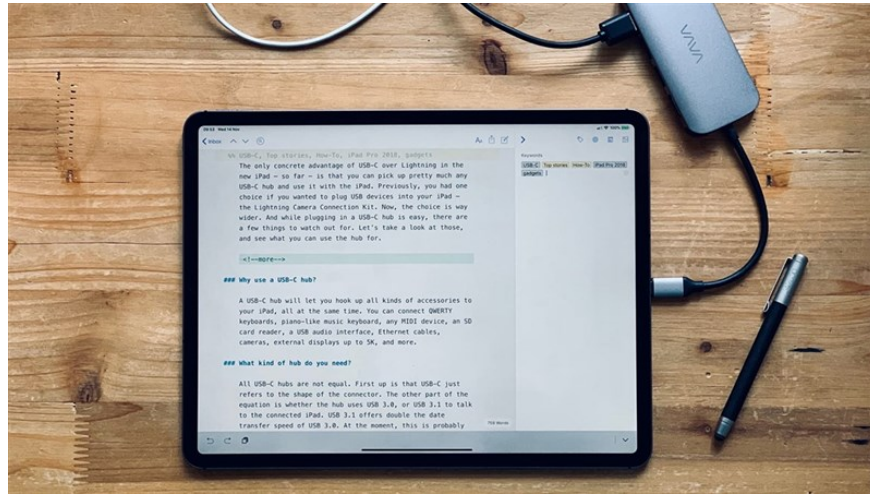 VAVA
09:53 Wed 14 Nov
100%
Inbox
Keywords
USB-C Top stories How-To iPad Pro 2018
gadgets
%% USB-C, Top stories, How-To, iPad Pro 2018, gadgets
The only concrete advantage of USB-C over Lightning in the
new iPad — so far — is that you can pick up pretty much any
USB-C hub and use it with the iPad. Previously, you had one
choice if you wanted to plug USB devices into your iPad —
the Lightning Camera Connection Kit. Now, the choice is way
wider. And while plugging in a USB-C hub is easy, there are
a few things to watch out for. Let's take a look at those,
and see what you can use the hub for.
<!--more-->
### Why use a USB-C hub?
A USB-C hub will let you hook up all kinds of accessories to
your iPad, all at the same time. You can connect QWERTY
keyboards, piano-like music keyboard, any MIDI device, an SD
card reader, a USB audio interface, Ethernet cables,
cameras, external displays up to 5K, and more.
### What kind of hub do you need?
All USB-C hubs are not equal. First up is that USB-C just
refers to the shape of the connector. The other part of the
equation is whether the hub uses USB 3.0, or USB 3.1 to talk
to the connected iPad. USB 3.1 offers double the date
transfer speed of USB 3.0. At the moment, this is probably